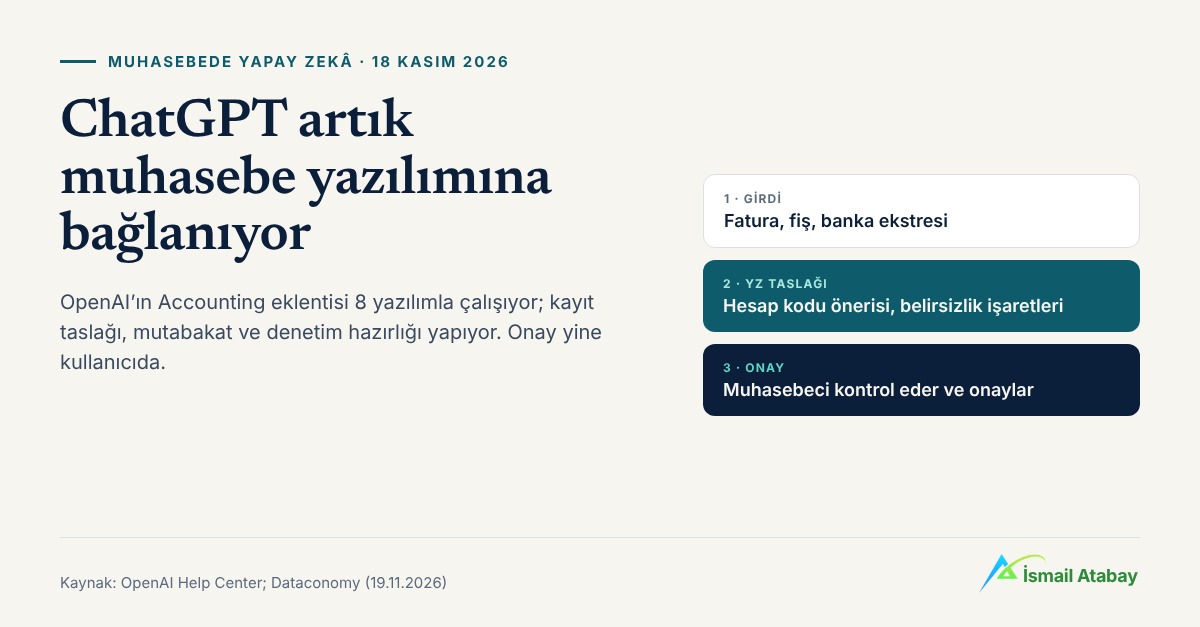 MUHASEBEDE YAPAY ZEKÂ · 18 KASIM 2026
ChatGPT artık
muhasebe yazılımına
bağlanıyor
OpenAI’ın Accounting eklentisi 8 yazılımla çalışıyor; kayıt
taslağı, mutabakat ve denetim hazırlığı yapıyor. Onay yine
kullanıcıda.
1 · GİRDİ
Fatura, fiş, banka ekstresi
2 · YZ TASLAĞI
Hesap kodu önerisi, belirsizlik işaretleri
3 · ONAY
Muhasebeci kontrol eder ve onaylar
Kaynak: OpenAI Help Center; Dataconomy (19.11.2026)
İsmail Atabay